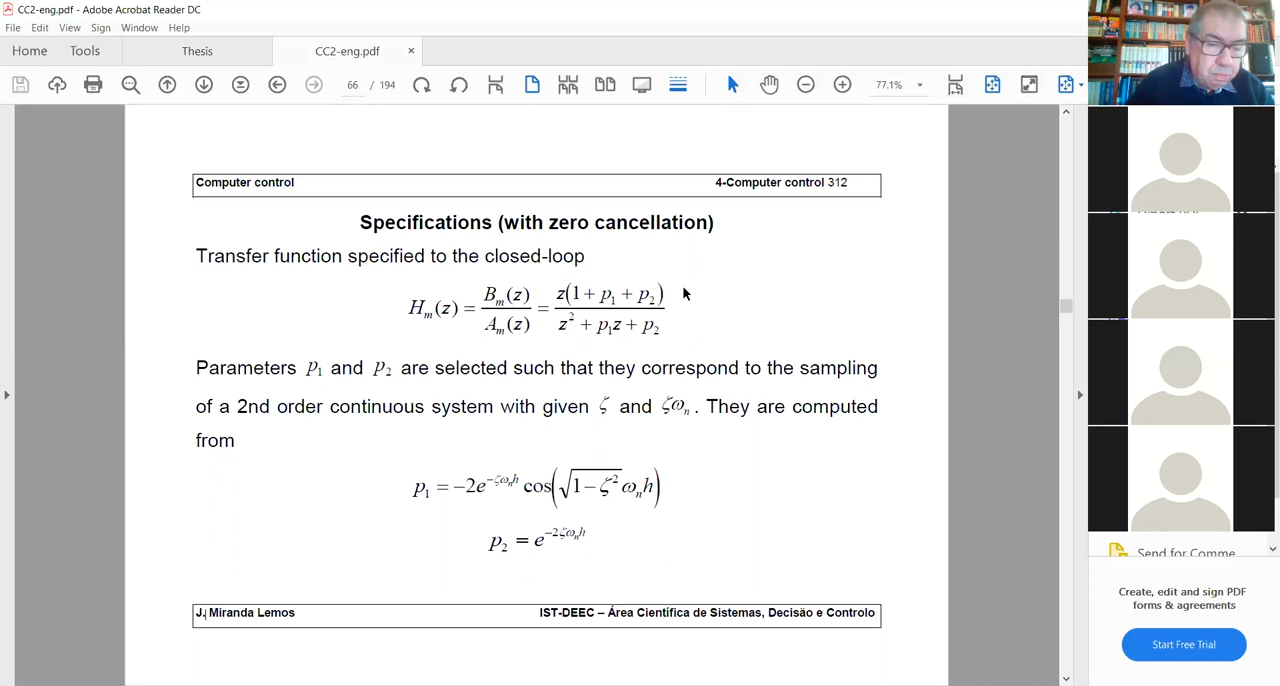 CC2-eng.pdf - Adobe Acrobat Reader DC
File Edit View Sign Window Help
Home Tools Thesis CC2-eng.pdf ×
66 / 194 77.1%
Computer control 4-Computer control 312
Specifications (with zero cancellation)
Transfer function specified to the closed-loop
H_m(z) = B_m(z) / A_m(z) = z(1 + p_1 + p_2) / z^2 + p_1z + p_2
Parameters p_1 and p_2 are selected such that they correspond to the sampling
of a 2nd order continuous system with given ζ and ζω_n. They are computed
from
p_1 = −2e^{−ζω_nh} cos(√(1−ζ^2) ω_nh)
p_2 = e^{−2ζω_nh}
J. Miranda Lemos IST-DEEC – Área Científica de Sistemas, Decisão e Controlo
Send for Comme
Create, edit and sign PDF
forms & agreements
Start Free Trial